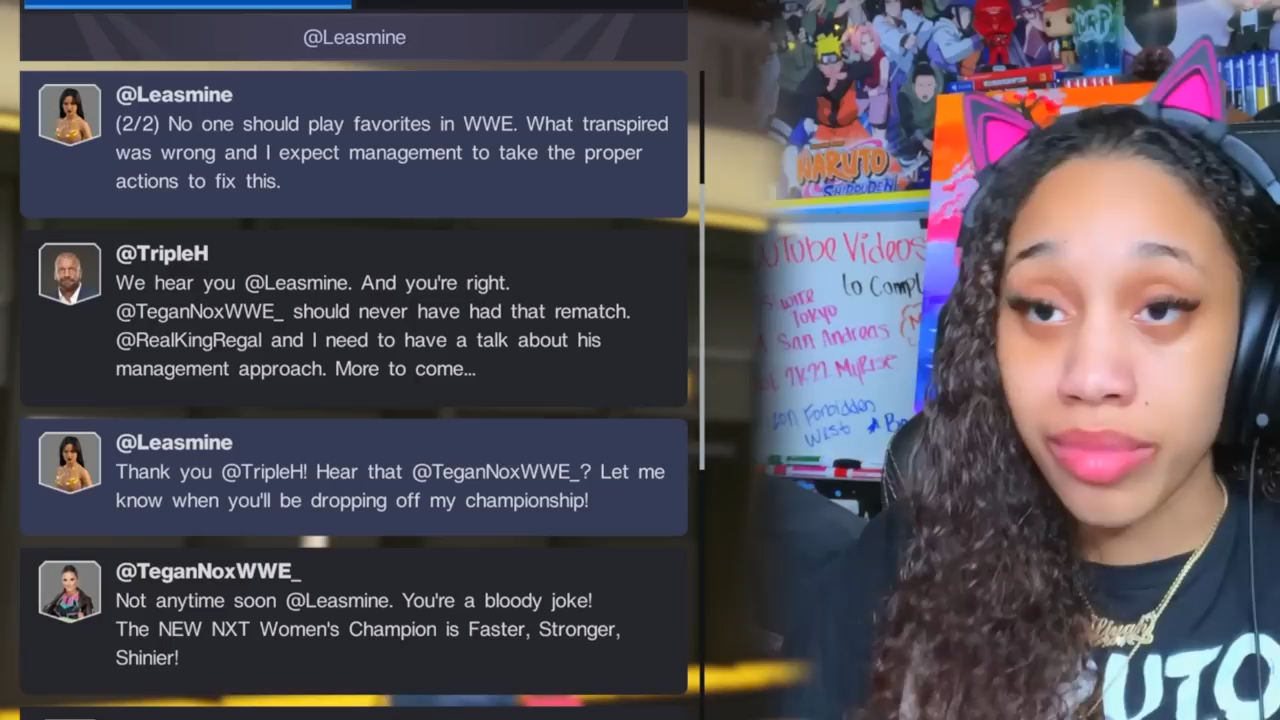 @Leasmine
@Leasmine
(2/2) No one should play favorites in WWE. What transpired
was wrong and I expect management to take the proper
actions to fix this.
@TripleH
We hear you @Leasmine. And you're right.
@TeganNoxWWE_ should never have had that rematch.
@RealKingRegal and I need to have a talk about his
management approach. More to come...
@Leasmine
Thank you @TripleH! Hear that @TeganNoxWWE_? Let me
know when you'll be dropping off my championship!
@TeganNoxWWE_
Not anytime soon @Leasmine. You're a bloody joke!
The NEW NXT Women's Champion is Faster, Stronger,
Shinier!
NARUTO
SHIPPUDEN
Videos
to Compl
wire
Tokyo
San Andreas
MyRise
Forbidden
West
UTO